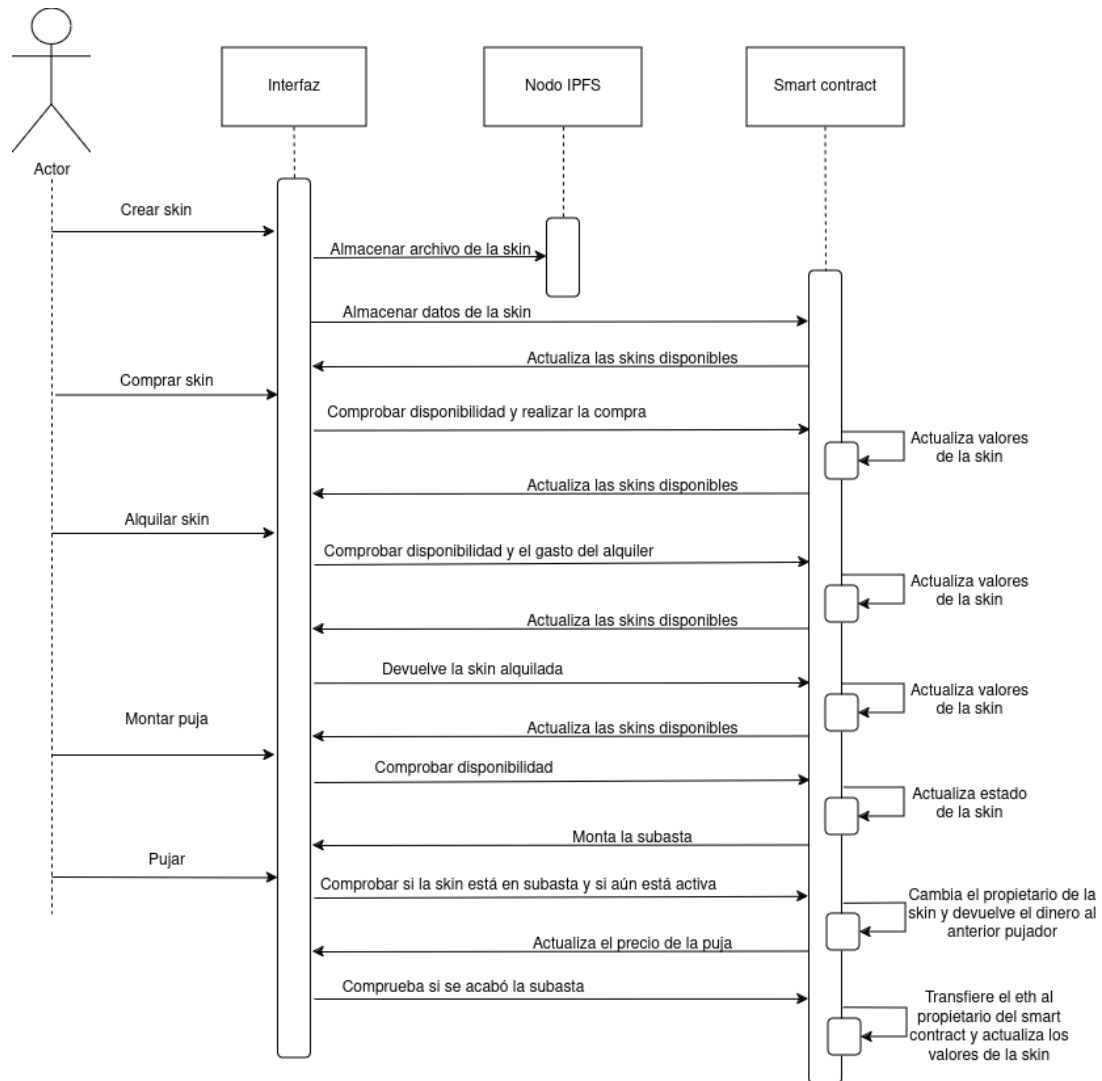 Interfaz
Nodo IPFS
Smart contract
Actor
Crear skin
Almacenar archivo de la skin
Almacenar datos de la skin
Actualiza las skins disponibles
Comprar skin
Comprobar disponibilidad y realizar la compra
Actualiza valores
de la skin
Actualiza las skins disponibles
Alquilar skin
Comprobar disponibilidad y el gasto del alquiler
Actualiza valores
de la skin
Actualiza las skins disponibles
Devuelve la skin alquilada
Actualiza valores
de la skin
Montar puja
Actualiza las skins disponibles
Comprobar disponibilidad
Actualiza estado
de la skin
Monta la subasta
Pujar
Comprobar si la skin está en subasta y si aún está activa
Cambia el propietario de la
skin y devuelve el dinero al
anterior pujador
Actualiza el precio de la puja
Comprueba si se acabó la subasta
Transfiere el eth al
propietario del smart
contract y actualiza los
valores de la skin